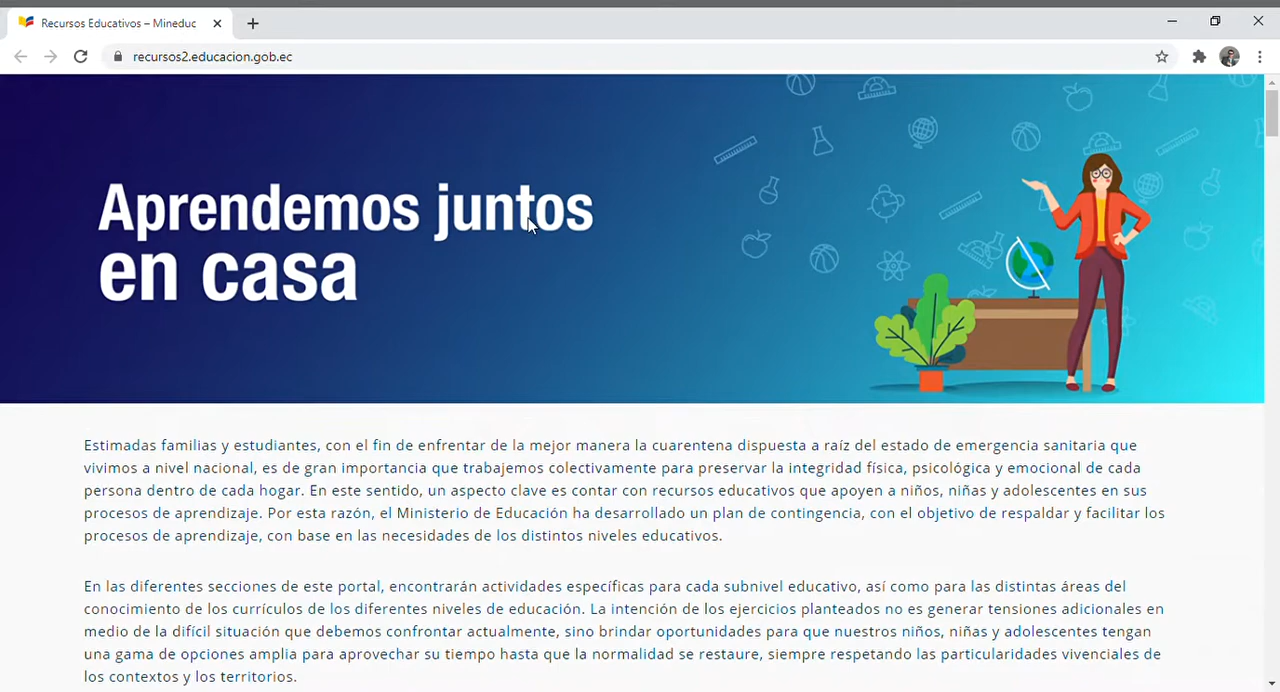 Recursos Educativos – Mineduc
recursos2.educacion.gob.ec
Aprendemos juntos
en casa
Estimadas familias y estudiantes, con el fin de enfrentar de la mejor manera la cuarentena dispuesta a raíz del estado de emergencia sanitaria que
vivimos a nivel nacional, es de gran importancia que trabajemos colectivamente para preservar la integridad física, psicológica y emocional de cada
persona dentro de cada hogar. En este sentido, un aspecto clave es contar con recursos educativos que apoyen a niños, niñas y adolescentes en sus
procesos de aprendizaje. Por esta razón, el Ministerio de Educación ha desarrollado un plan de contingencia, con el objetivo de respaldar y facilitar los
procesos de aprendizaje, con base en las necesidades de los distintos niveles educativos.
En las diferentes secciones de este portal, encontrarán actividades específicas para cada subnivel educativo, así como para las distintas áreas del
conocimiento de los currículos de los diferentes niveles de educación. La intención de los ejercicios planteados no es generar tensiones adicionales en
medio de la difícil situación que debemos confrontar actualmente, sino brindar oportunidades para que nuestros niños, niñas y adolescentes tengan
una gama de opciones amplia para aprovechar su tiempo hasta que la normalidad se restaure, siempre respetando las particularidades vivenciales de
los contextos y los territorios.